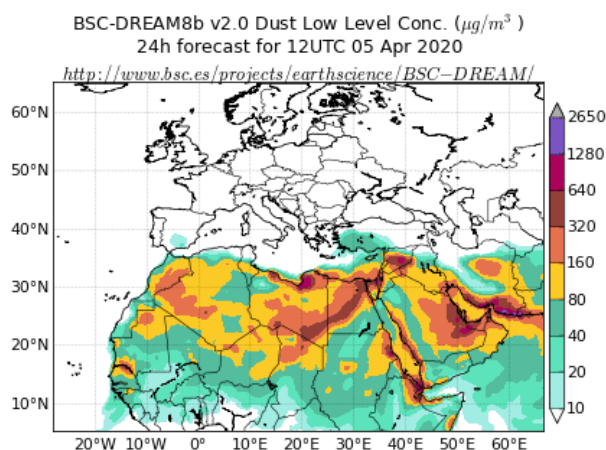 BSC-DREAM8b v2.0 Dust Low Level Conc. (μg/m³ )
24h forecast for 12UTC 05 Apr 2020
http://www.bsc.es/projects/earthscience/BSC−DREAM/
60°N
50°N
40°N
30°N
20°N
10°N
20°W 10°W 0° 10°E 20°E 30°E 40°E 50°E 60°E
2650
1280
640
320
160
80
40
20
10